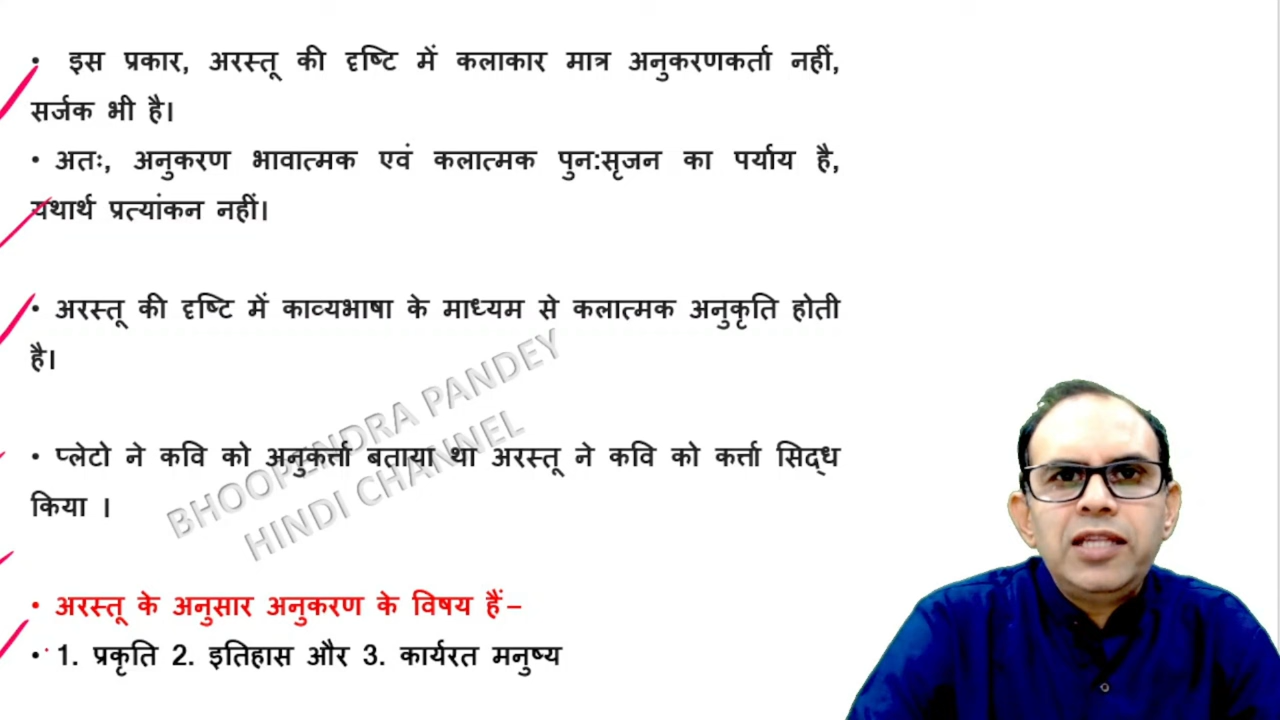 • इस प्रकार, अरस्तू की दृष्टि में कलाकार मात्र अनुकरणकर्ता नहीं,
सर्जक भी है।
• अतः, अनुकरण भावात्मक एवं कलात्मक पुन:सृजन का पर्याय है,
यथार्थ प्रत्यांकन नहीं।
• अरस्तू की दृष्टि में काव्यभाषा के माध्यम से कलात्मक अनुकृति होती
है।
• प्लेटो ने कवि को अनुकर्त्ता बताया था अरस्तू ने कवि को कर्त्ता सिद्ध
किया ।
• अरस्तू के अनुसार अनुकरण के विषय हैं–
• 1. प्रकृति 2. इतिहास और 3. कार्यरत मनुष्य
BHOOPENDRA PANDEY
HINDI CHANNEL